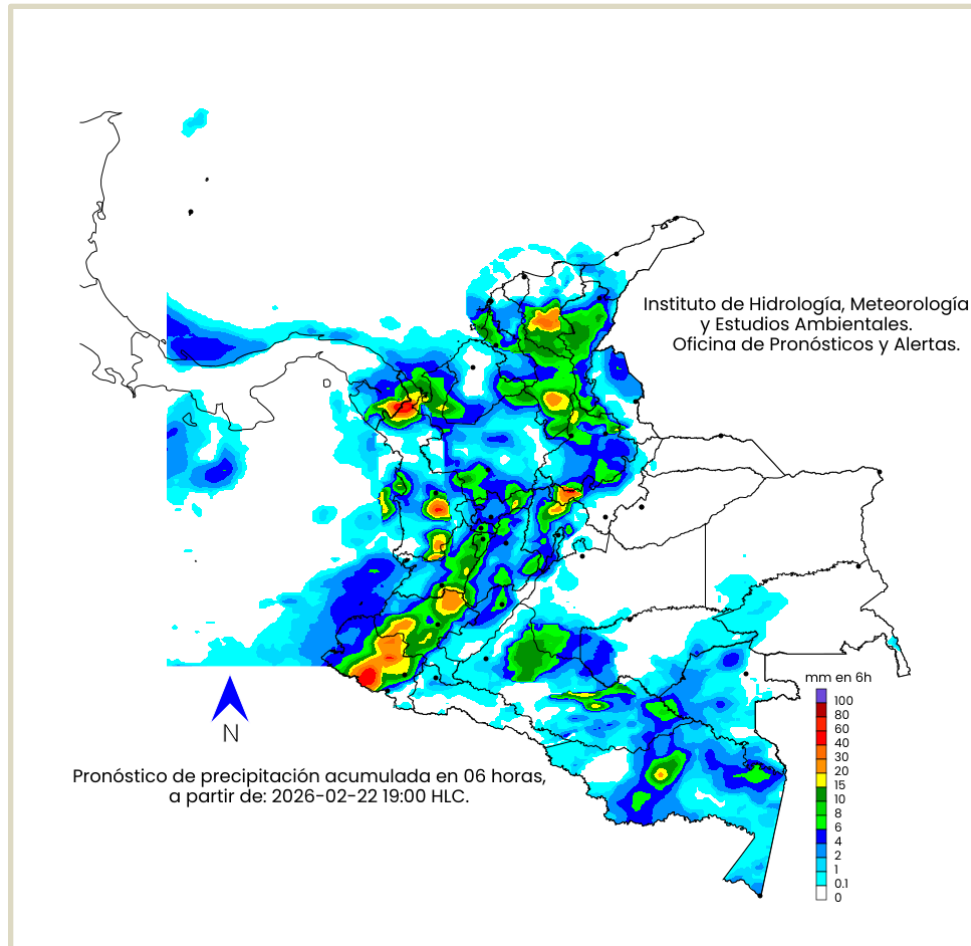 Instituto de Hidrología, Meteorología
y Estudios Ambientales.
Oficina de Pronósticos y Alertas.
mm en 6h
100
80
60
40
30
20
15
10
8
6
4
2
1
0.1
0
N
Pronóstico de precipitación acumulada en 06 horas,
a partir de: 2026-02-22 19:00 HLC.